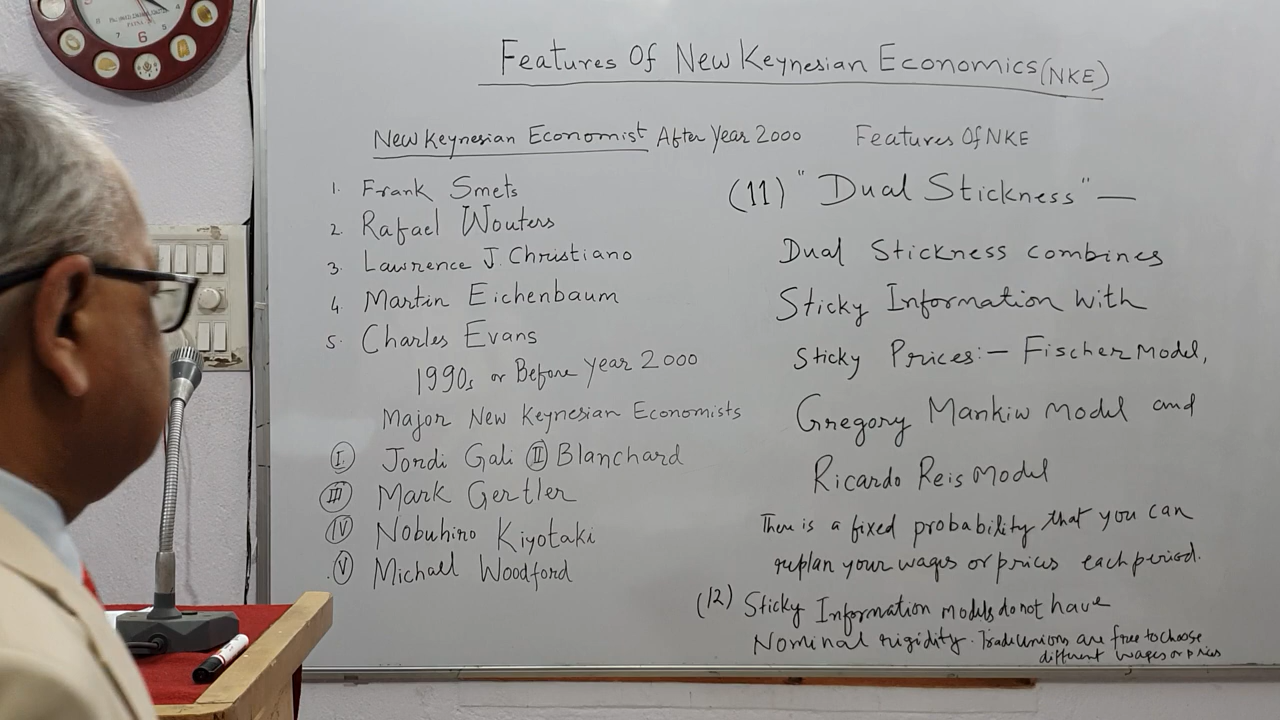 Features Of New Keynesian Economics (NKE)
New Keynesian Economist After Year 2000
1. Frank Smets
2. Rafael Wouters
3. Lawrence J. Christiano
4. Martin Eichenbaum
5. Charles Evans
1990s or Before year 2000
Major New Keynesian Economists
I. Jordi Gali II Blanchard
III Mark Gertler
IV Nobuhiro Kiyotaki
V Michael Woodford
Features Of NKE
(11) "Dual Stickness" —
Dual Stickness combines
Sticky Information With
Sticky Prices:— Fischer Model,
Gregory Mankiw Model and
Ricardo Reis Model
There is a fixed probability that you can
replan your wages or prices each period.
(12) Sticky Information models do not have
Nominal rigidity. Trade unions are free to choose
different wages or prices
6
7
8
5
4